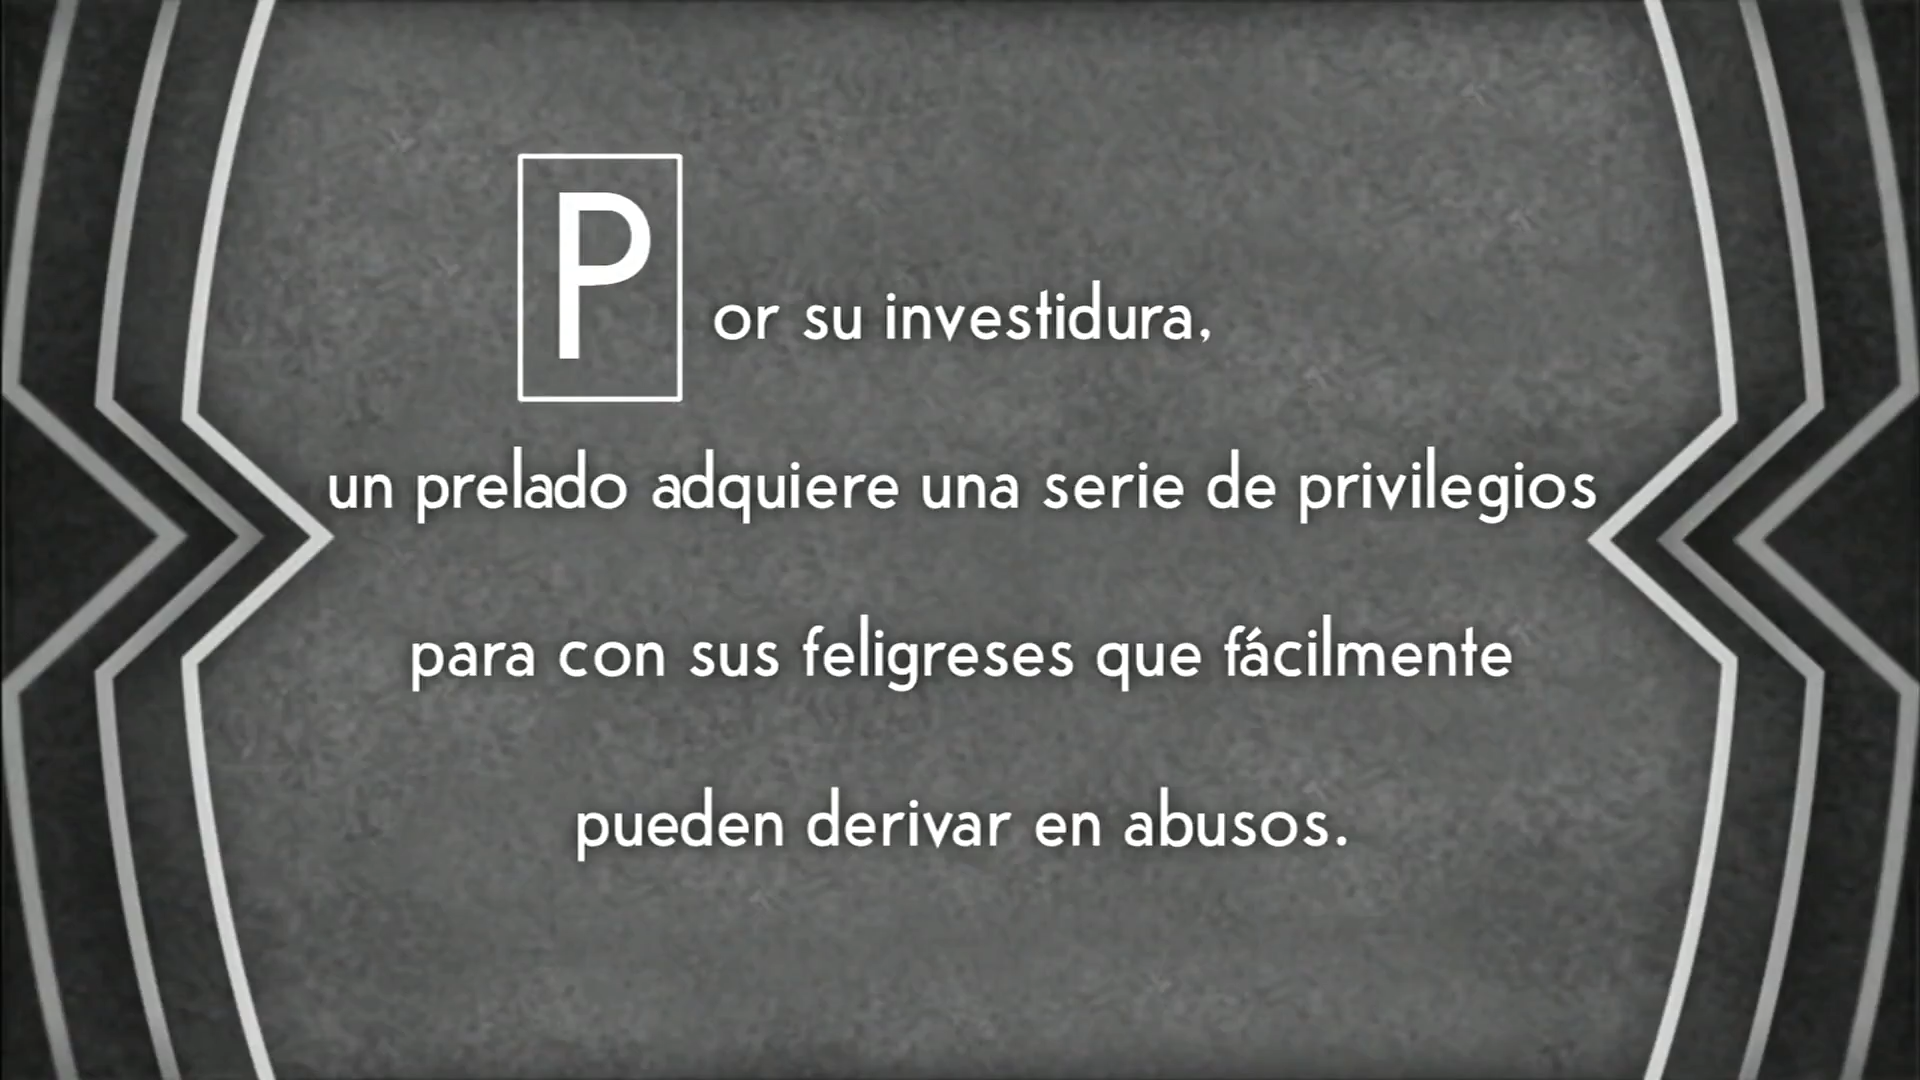 Por su investidura,
un prelado adquiere una serie de privilegios
para con sus feligreses que fácilmente
pueden derivar en abusos.